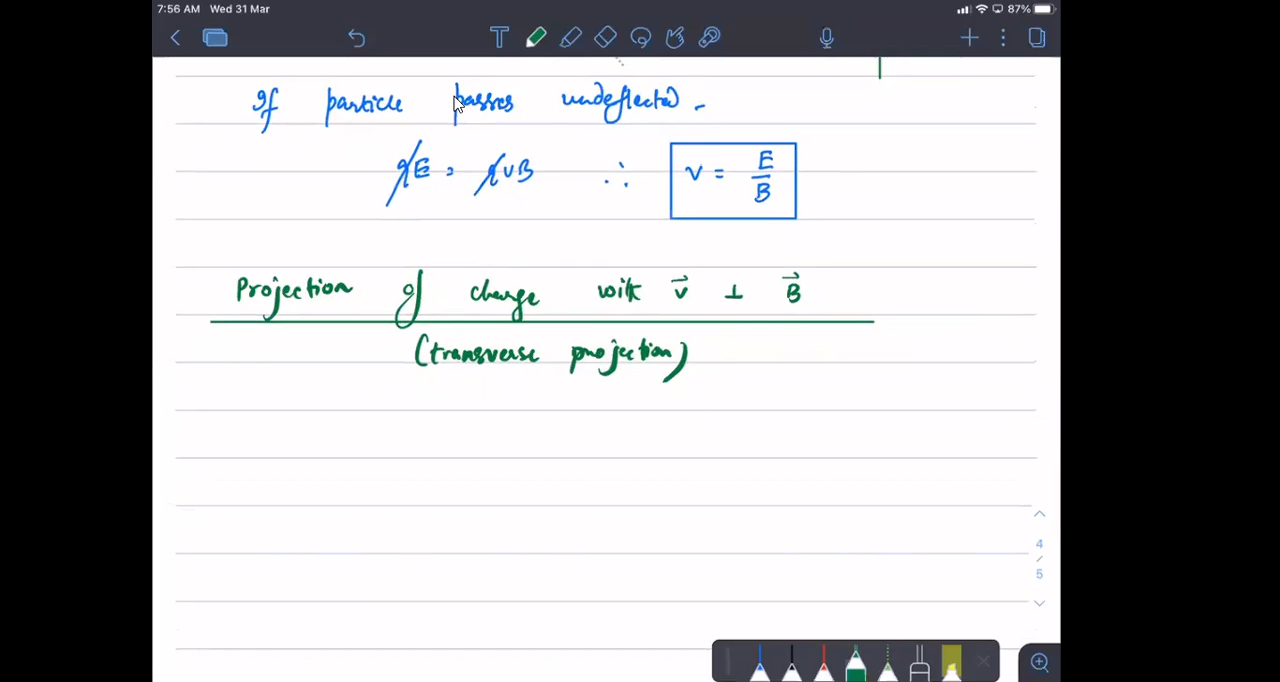 7:56 AM Wed 31 Mar 87%
If particle passes undeflected -
qE = qvB ∴ v = E/B
Projection of charge with v⃗ ⊥ B⃗
(transverse projection)
4
/
5